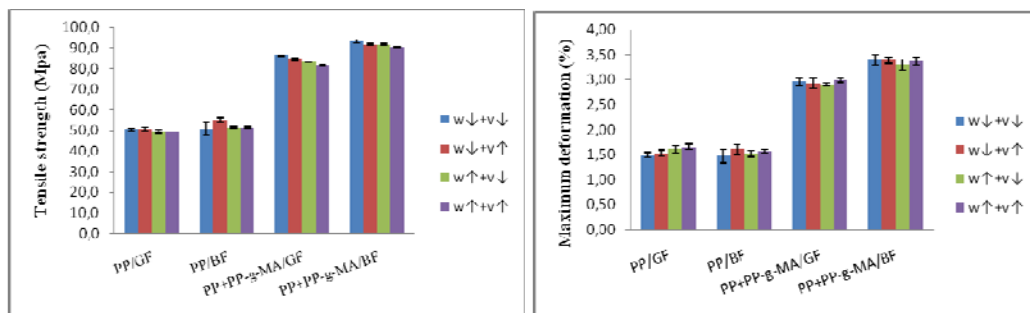 Tensile strength (Mpa)
100,0
90,0
80,0
70,0
60,0
50,0
40,0
30,0
20,0
10,0
0,0
PP/GF
PP/BF
PP+PP-g-MA/GF
PP+PP-g-MA/BF
w↓+v↓
w↓+v↑
w↑+v↓
w↑+v↑
Maximum deformation (%)
4,00
3,50
3,00
2,50
2,00
1,50
1,00
0,50
0,00
PP/GF
PP/BF
PP+PP-g-MA/GF
PP+PP-g-MA/BF
w↓+v↓
w↓+v↑
w↑+v↓
w↑+v↑